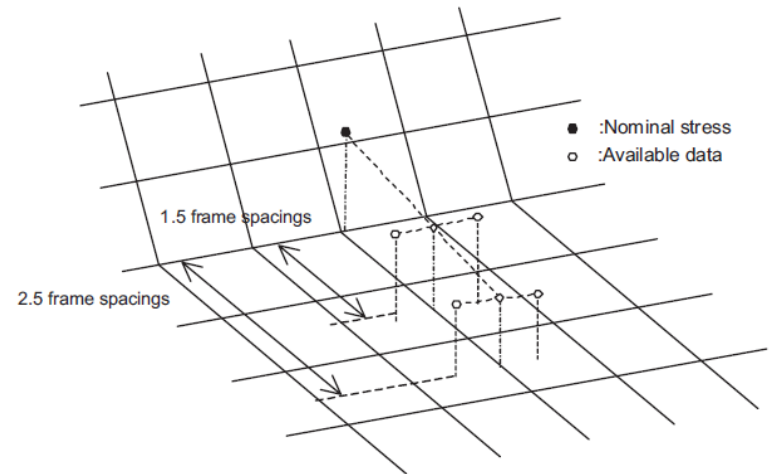 :Nominal stress
:Available data
1.5 frame spacings
2.5 frame spacings